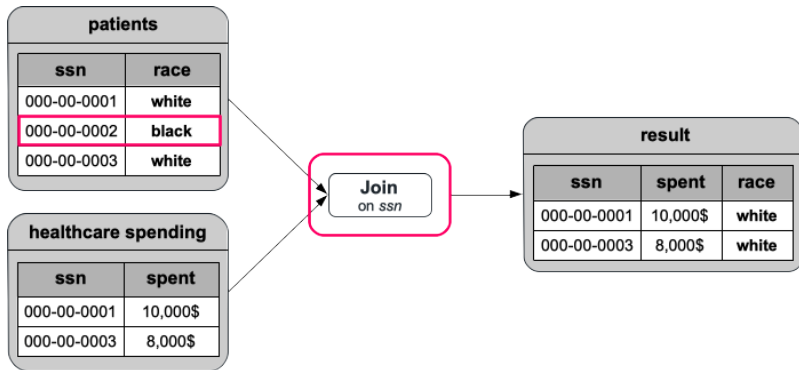 patients
ssn race
000-00-0001 white
000-00-0002 black
000-00-0003 white
healthcare spending
ssn spent
000-00-0001 10,000$
000-00-0003 8,000$
Join
on ssn
result
ssn spent race
000-00-0001 10,000$ white
000-00-0003 8,000$ white